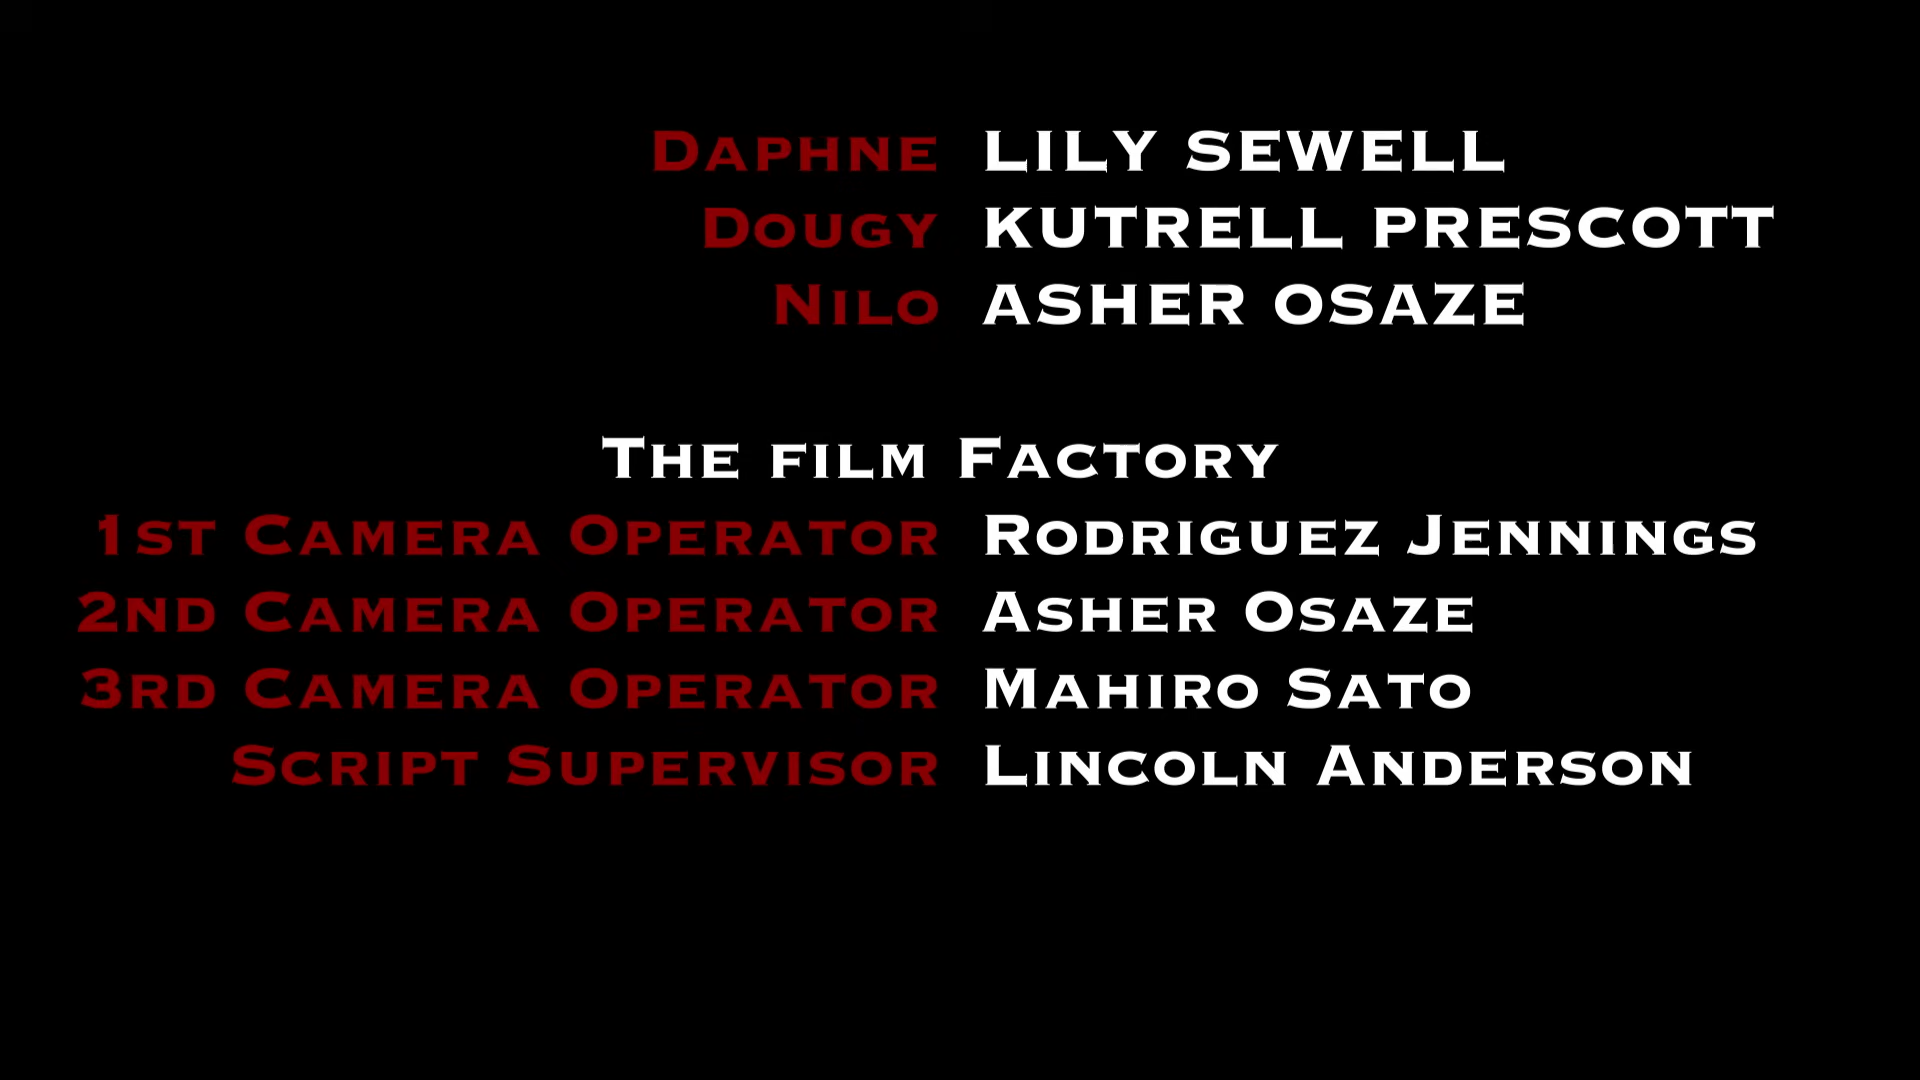 Daphne LILY SEWELL
Dougy KUTRELL PRESCOTT
Nilo ASHER OSAZE
The film Factory
1st Camera Operator Rodriguez Jennings
2nd Camera Operator Asher Osaze
3rd Camera Operator Mahiro Sato
Script Supervisor Lincoln Anderson